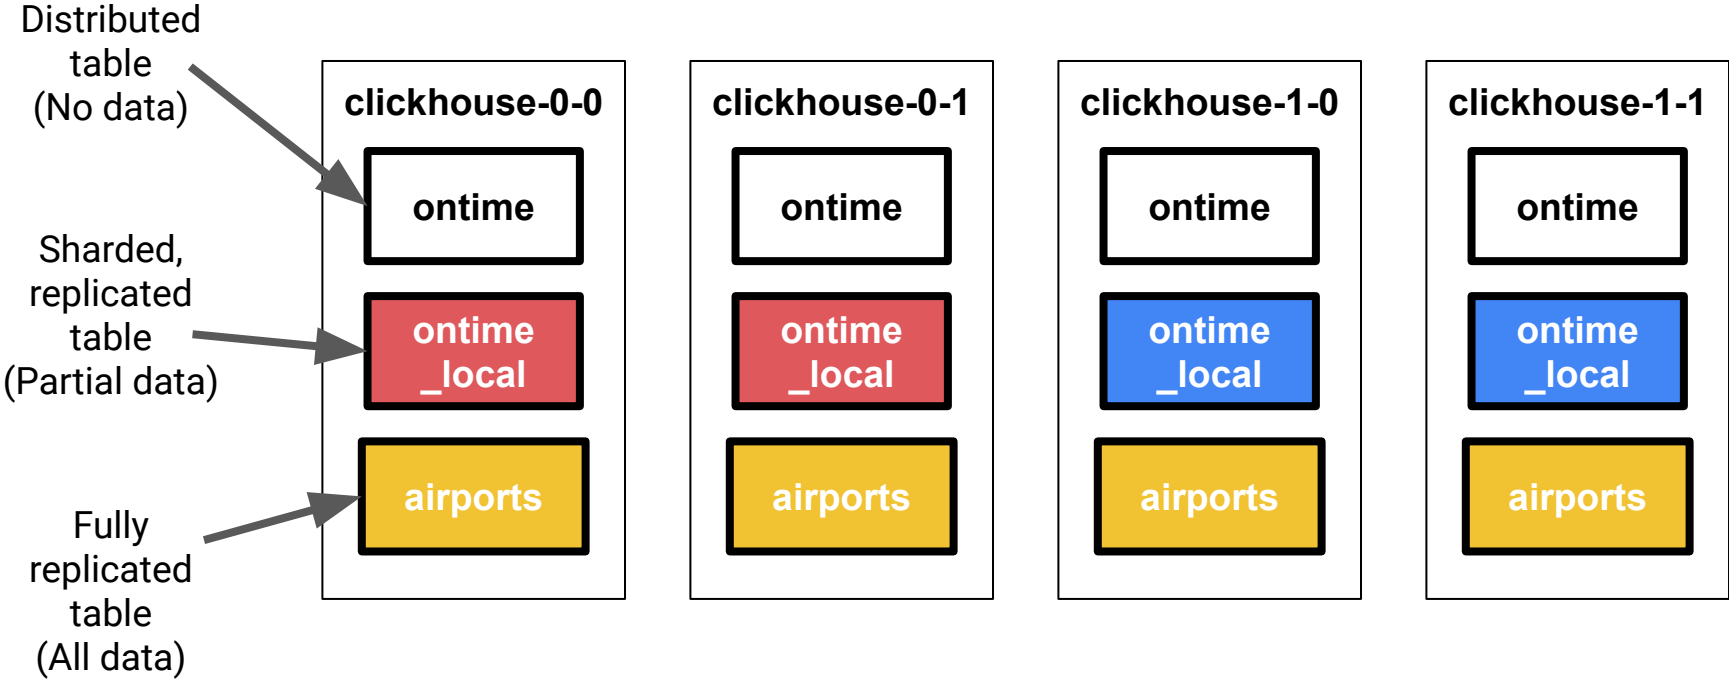 Distributed
table
(No data)
Sharded,
replicated
table
(Partial data)
Fully
replicated
table
(All data)
clickhouse-0-0
ontime
ontime
_local
airports
clickhouse-0-1
ontime
ontime
_local
airports
clickhouse-1-0
ontime
ontime
_local
airports
clickhouse-1-1
ontime
ontime
_local
airports